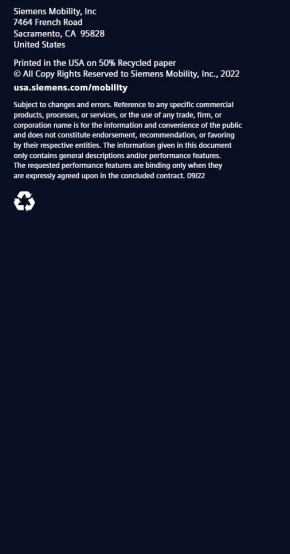 Siemens Mobility, Inc
7464 French Road
Sacramento, CA  95828
United States
Printed in the USA on 50% Recycled paper
© All Copy Rights Reserved to Siemens Mobility, Inc., 2022
usa.siemens.com/mobility
Subject to changes and errors. Reference to any specific commercial
products, processes, or services, or the use of any trade, firm, or
corporation name is for the information and convenience of the public
and does not constitute endorsement, recommendation, or favoring
by their respective entities. The information given in this document
only contains general descriptions and/or performance features.
The requested performance features are binding only when they
are expressly agreed upon in the concluded contract. 09/22